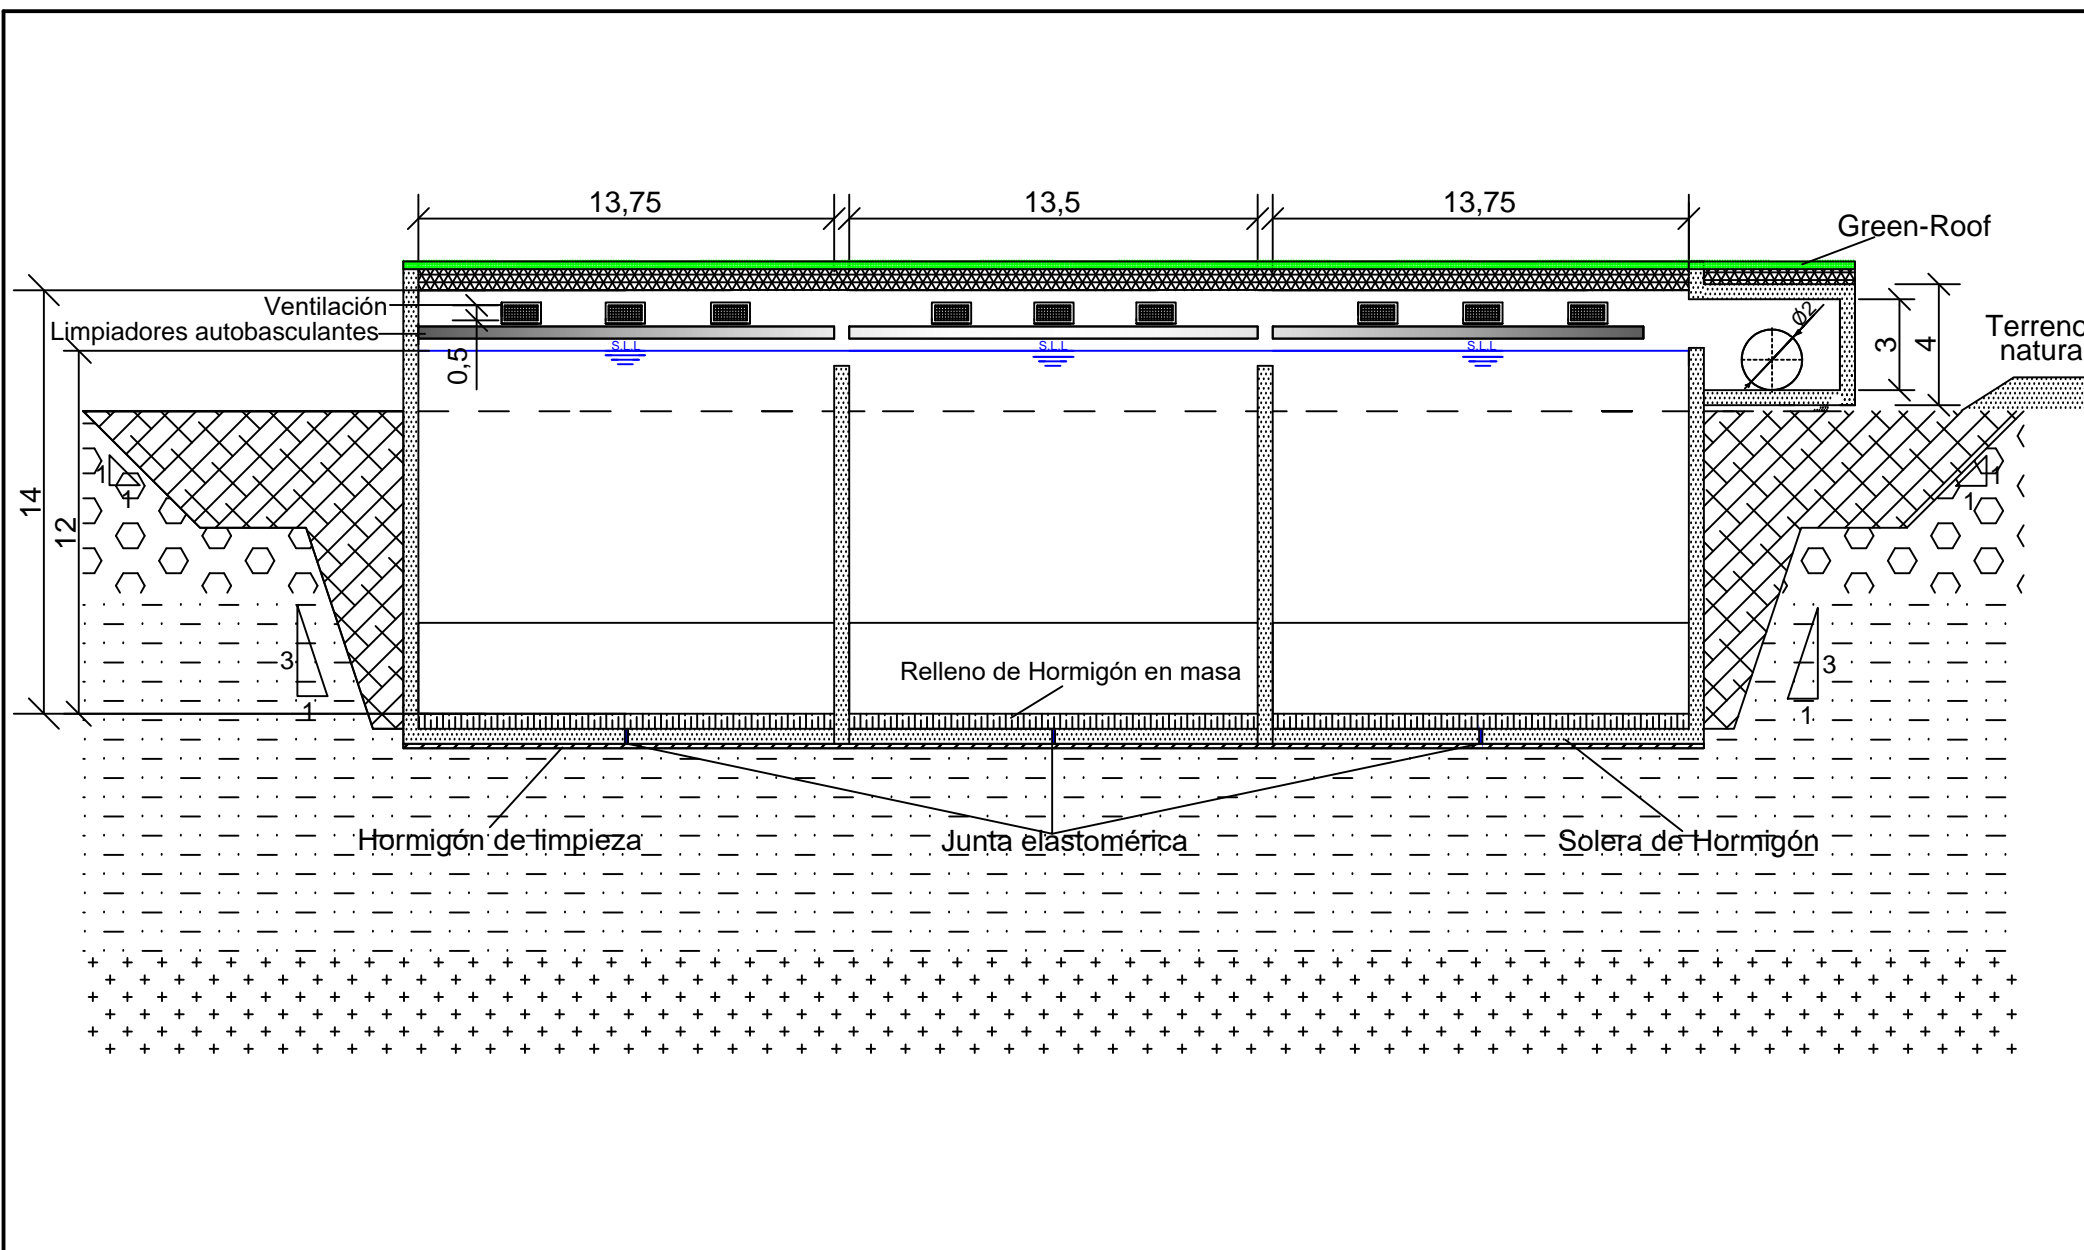 13,75
13,5
13,75
Green-Roof
Ventilación
Limpiadores autobasculantes
S.L.L
S.L.L
S.L.L
0,5
Ø2
3
4
Terreno
natura
14
12
1
1
1
1
3
1
3
1
Relleno de Hormigón en masa
Hormigón de limpieza
Junta elastomérica
Solera de Hormigón